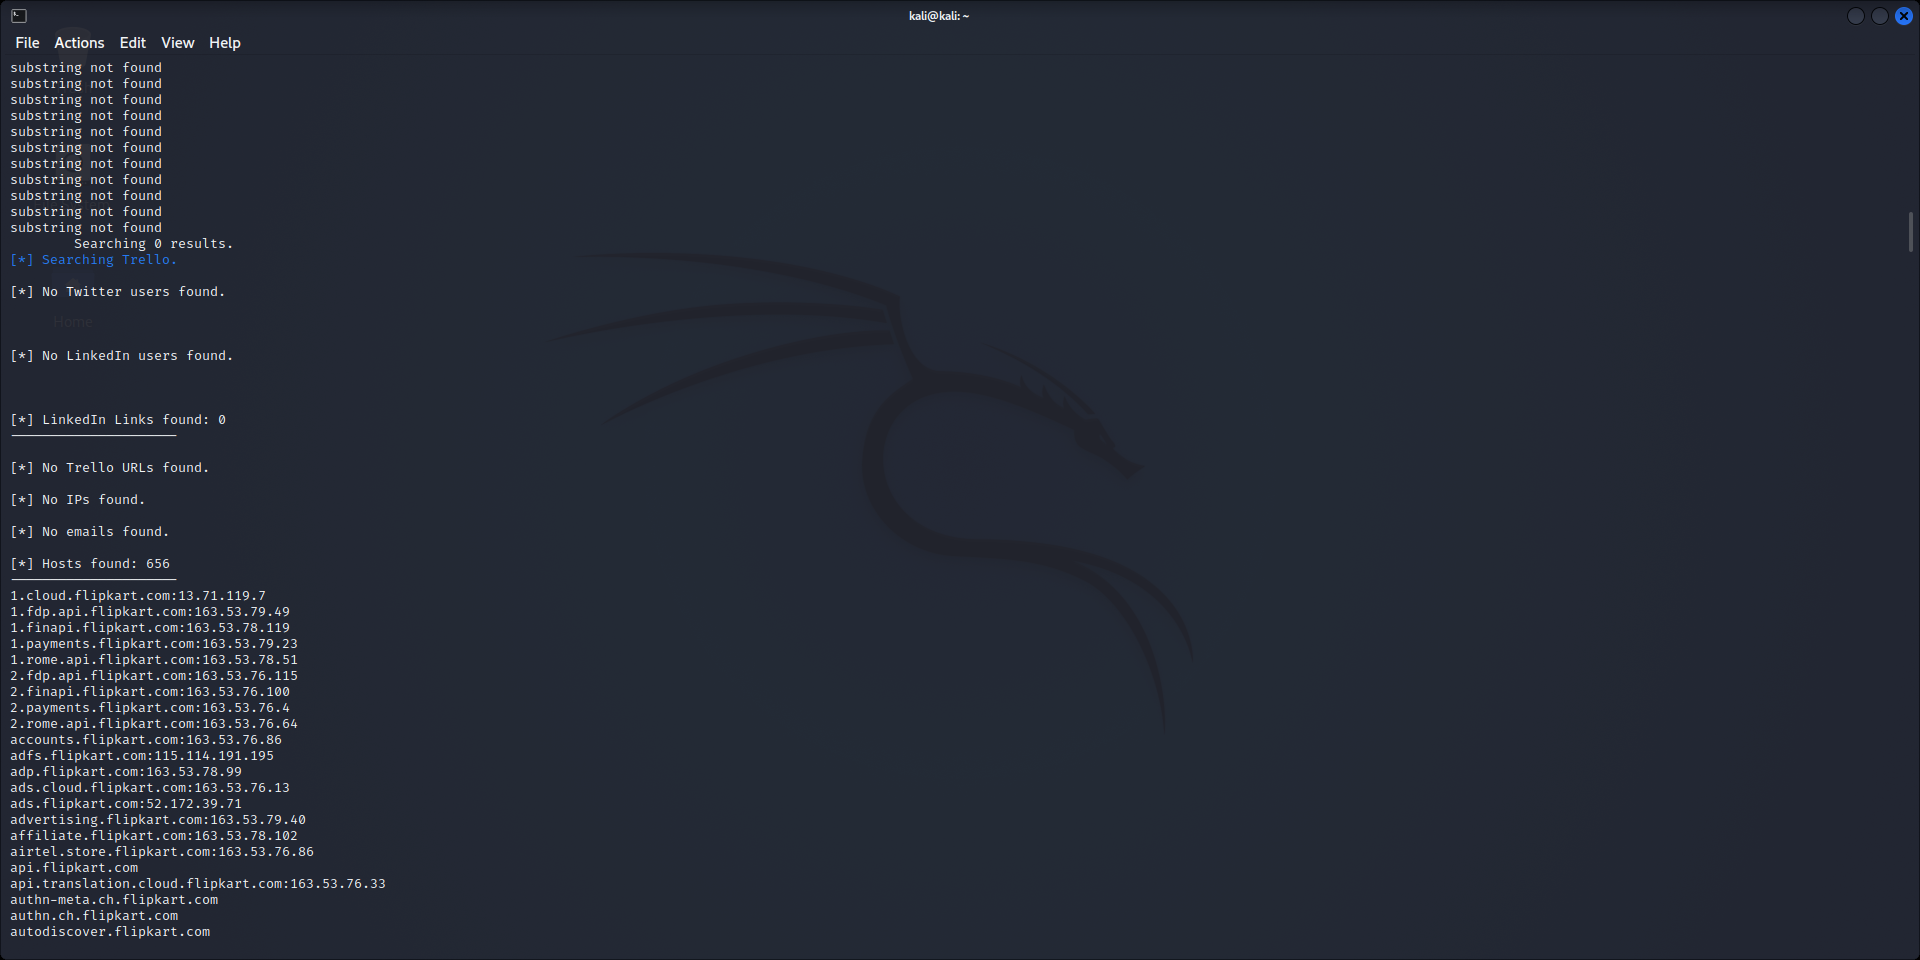 kali@kali: ~
File Actions Edit View Help
substring not found
substring not found
substring not found
substring not found
substring not found
substring not found
substring not found
substring not found
substring not found
substring not found
substring not found
Searching 0 results.
[*] Searching Trello.
[*] No Twitter users found.
Home
[*] No LinkedIn users found.
[*] LinkedIn Links found: 0
---------------------
[*] No Trello URLs found.
[*] No IPs found.
[*] No emails found.
[*] Hosts found: 656
---------------------
1.cloud.flipkart.com:13.71.119.7
1.fdp.api.flipkart.com:163.53.79.49
1.finapi.flipkart.com:163.53.78.119
1.payments.flipkart.com:163.53.79.23
1.rome.api.flipkart.com:163.53.78.51
2.fdp.api.flipkart.com:163.53.76.115
2.finapi.flipkart.com:163.53.76.100
2.payments.flipkart.com:163.53.76.4
2.rome.api.flipkart.com:163.53.76.64
accounts.flipkart.com:163.53.76.86
adfs.flipkart.com:115.114.191.195
adp.flipkart.com:163.53.78.99
ads.cloud.flipkart.com:163.53.76.13
ads.flipkart.com:52.172.39.71
advertising.flipkart.com:163.53.79.40
affiliate.flipkart.com:163.53.78.102
airtel.store.flipkart.com:163.53.76.86
api.flipkart.com
api.translation.cloud.flipkart.com:163.53.76.33
authn-meta.ch.flipkart.com
authn.ch.flipkart.com
autodiscover.flipkart.com